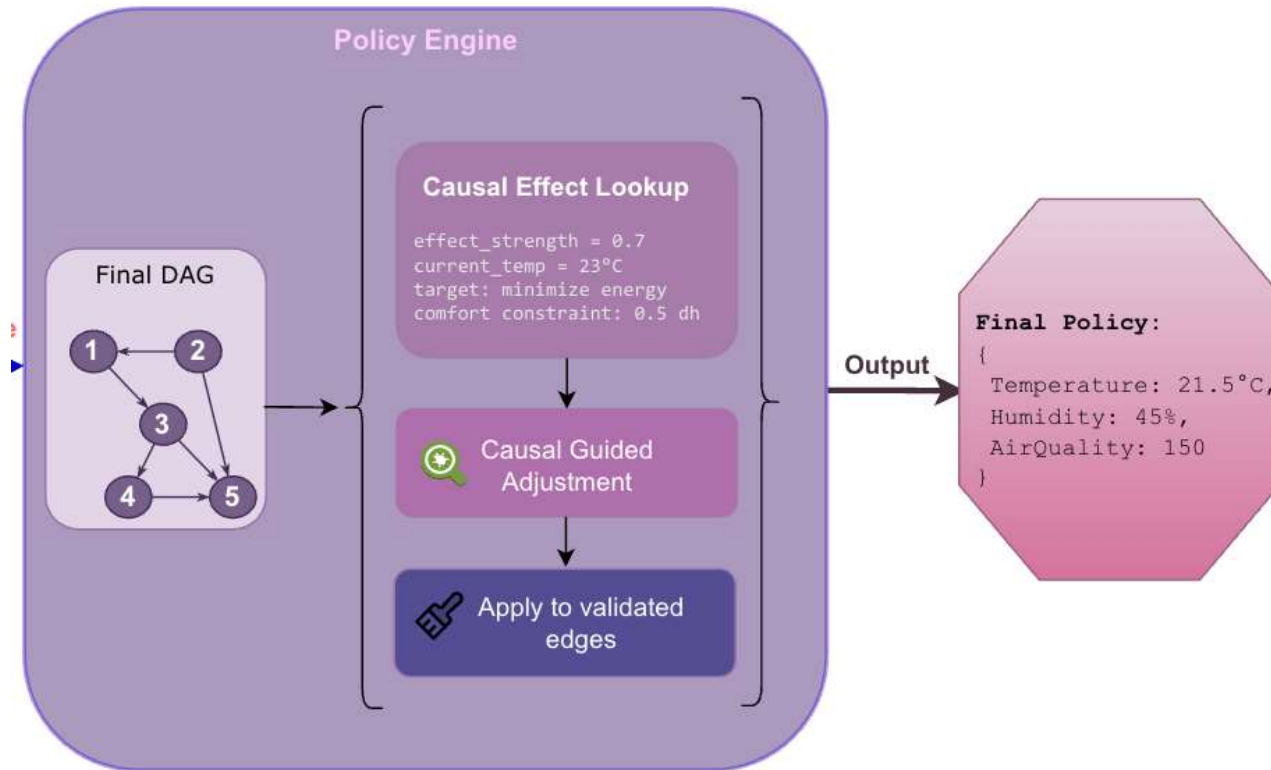 Policy Engine
Final DAG
1
2
3
4
5
Causal Effect Lookup
effect_strength = 0.7
current_temp = 23°C
target: minimize energy
comfort constraint: 0.5 dh
Causal Guided
Adjustment
Apply to validated
edges
Output
Final Policy:
{
Temperature: 21.5°C,
Humidity: 45%,
AirQuality: 150
}